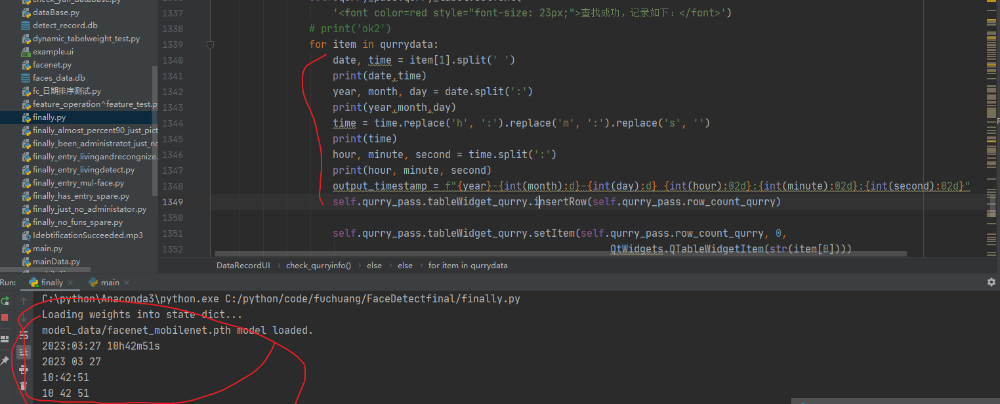 check_yun_dataBase.py
dataBase.py
detect_record.db
dynamic_tabelweight_test.py
example.ui
facenet.py
faces_data.db
fc_日期排序测试.py
feature_operation^feature_test.p
finally.py
finally_almost_percent90_just_pict
finally_been_administratot_just_no
finally_entry_livingandrecongnize.
finally_entry_livingdetect.py
finally_entry_mul-face.py
finally_has_entry_spare.py
finally_just_no_administator.py
finally_no_funs_spare.py
IdebtificationSucceeded.mp3
main.py
mainData.py
1337 '<font color=red style="font-size: 23px;">查找成功，记录如下：</font>')
1338 # print('ok2')
1339 for item in qurrydata:
1340 date, time = item[1].split(' ')
1341 print(date,time)
1342 year, month, day = date.split(':')
1343 print(year,month,day)
1344 time = time.replace('h', ':').replace('m', ':').replace('s', '')
1345 print(time)
1346 hour, minute, second = time.split(':')
1347 print(hour, minute, second)
1348 output_timestamp = f"{year}-{int(month):d}-{int(day):d} {int(hour):02d}:{int(minute):02d}:{int(second):02d}"
1349 self.qurry_pass.tableWidget_qurry.insertRow(self.qurry_pass.row_count_qurry)
1350
1351 self.qurry_pass.tableWidget_qurry.setItem(self.qurry_pass.row_count_qurry, 0,
1352 QtWidgets.QTableWidgetItem(str(item[0])))
DataRecordUI › check_qurryinfo() › else › else › for item in qurrydata
Run: finally × main ×
C:\python\Anaconda3\python.exe C:/python/code/fuchuang/FaceDetectfinal/finally.py
Loading weights into state dict...
model_data/facenet_mobilenet.pth model loaded.
2023:03:27 10h42m51s
2023 03 27
10:42:51
10 42 51